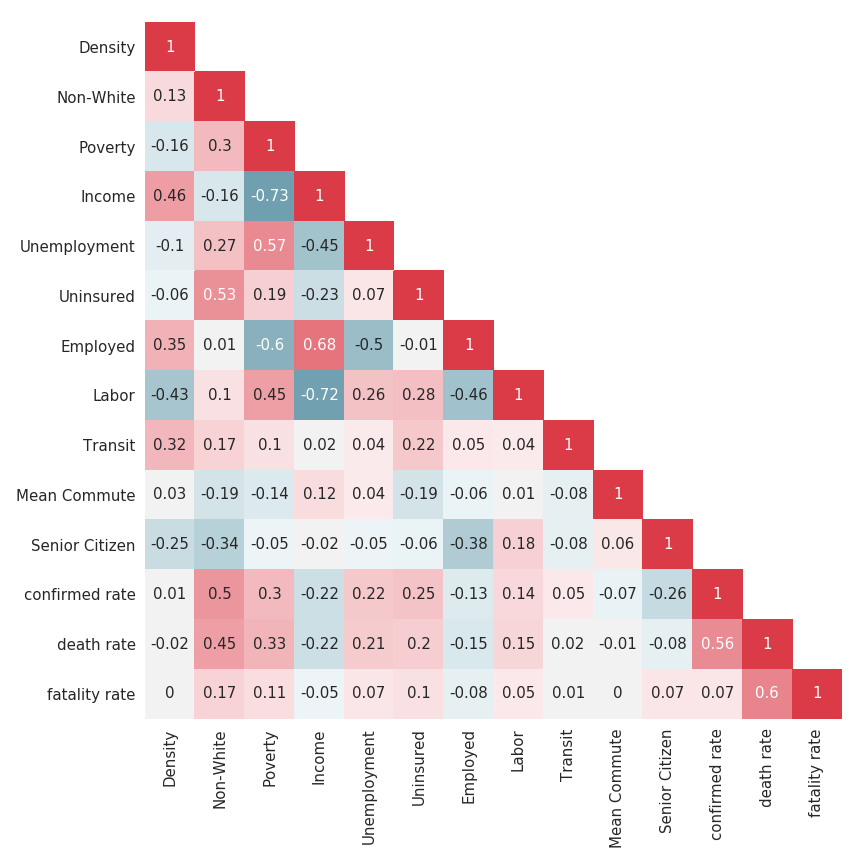 Density 1
Non-White 0.13 1
Poverty -0.16 0.3 1
Income 0.46 -0.16 -0.73 1
Unemployment -0.1 0.27 0.57 -0.45 1
Uninsured -0.06 0.53 0.19 -0.23 0.07 1
Employed 0.35 0.01 -0.6 0.68 -0.5 -0.01 1
Labor -0.43 0.1 0.45 -0.72 0.26 0.28 -0.46 1
Transit 0.32 0.17 0.1 0.02 0.04 0.22 0.05 0.04 1
Mean Commute 0.03 -0.19 -0.14 0.12 0.04 -0.19 -0.06 0.01 -0.08 1
Senior Citizen -0.25 -0.34 -0.05 -0.02 -0.05 -0.06 -0.38 0.18 -0.08 0.06 1
confirmed rate 0.01 0.5 0.3 -0.22 0.22 0.25 -0.13 0.14 0.05 -0.07 -0.26 1
death rate -0.02 0.45 0.33 -0.22 0.21 0.2 -0.15 0.15 0.02 -0.01 -0.08 0.56 1
fatality rate 0 0.17 0.11 -0.05 0.07 0.1 -0.08 0.05 0.01 0 0.07 0.07 0.6 1
Density
Non-White
Poverty
Income
Unemployment
Uninsured
Employed
Labor
Transit
Mean Commute
Senior Citizen
confirmed rate
death rate
fatality rate